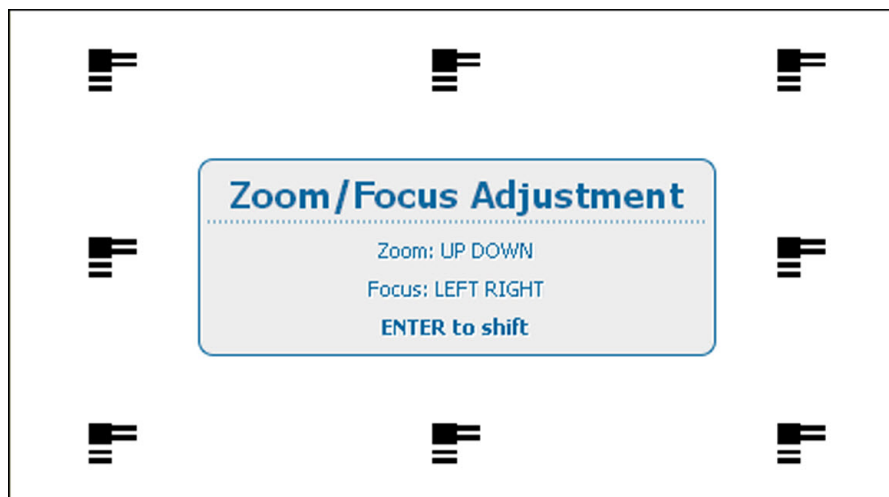 Zoom/Focus Adjustment
Zoom: UP DOWN
Focus: LEFT RIGHT
ENTER to shift